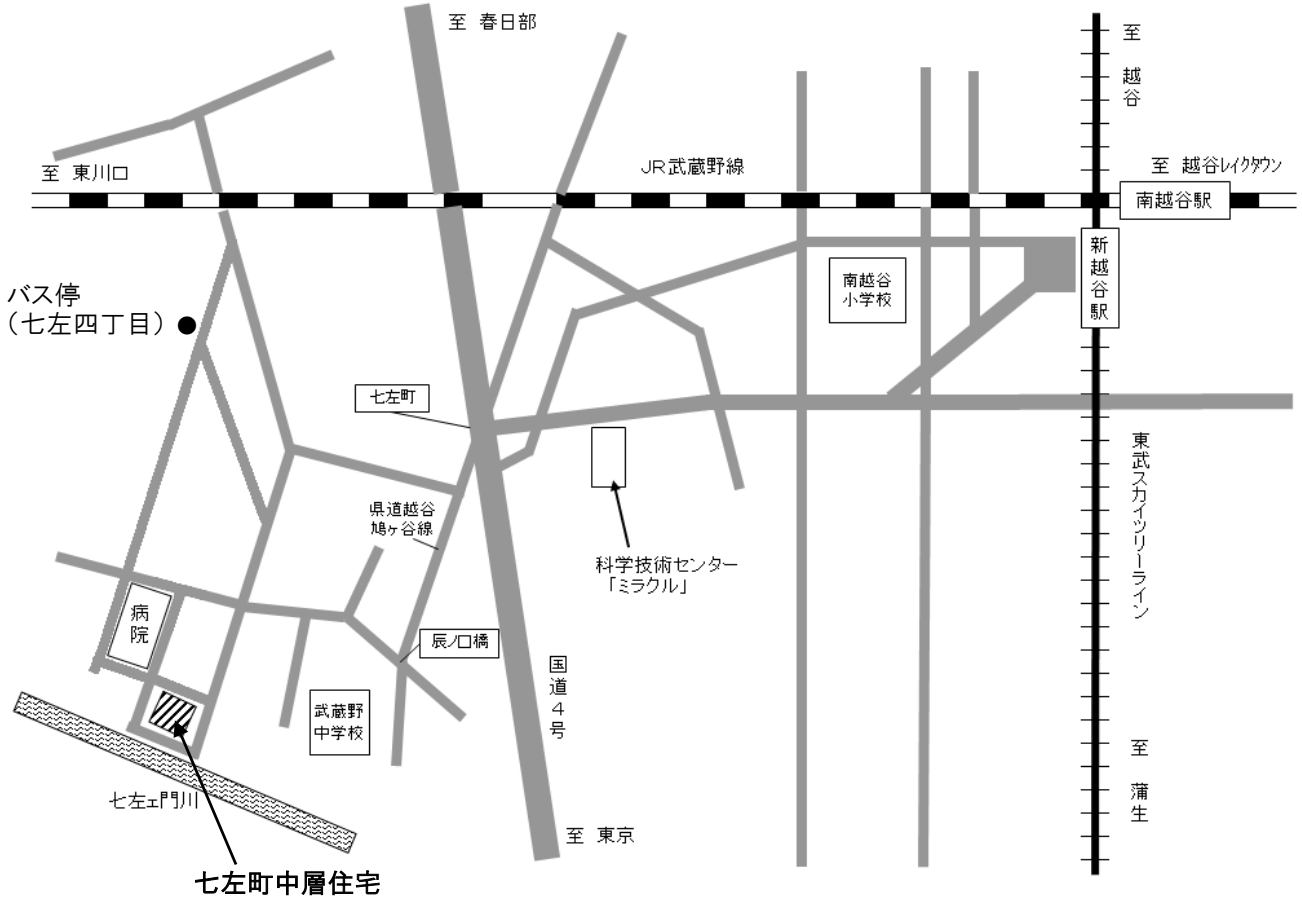 至 春日部
至 越谷
至 東川口
JR武蔵野線
至 越谷ﾚｲｸﾀｳﾝ
南越谷駅
新越谷駅
南越谷
小学校
バス停
（七左四丁目）
七左町
県道越谷
鳩ヶ谷線
科学技術センター
「ミラクル」
東武スカイツリーライン
病院
辰ノ口橋
国道4号
武蔵野
中学校
至 蒲生
七左ェ門川
至 東京
七左町中層住宅